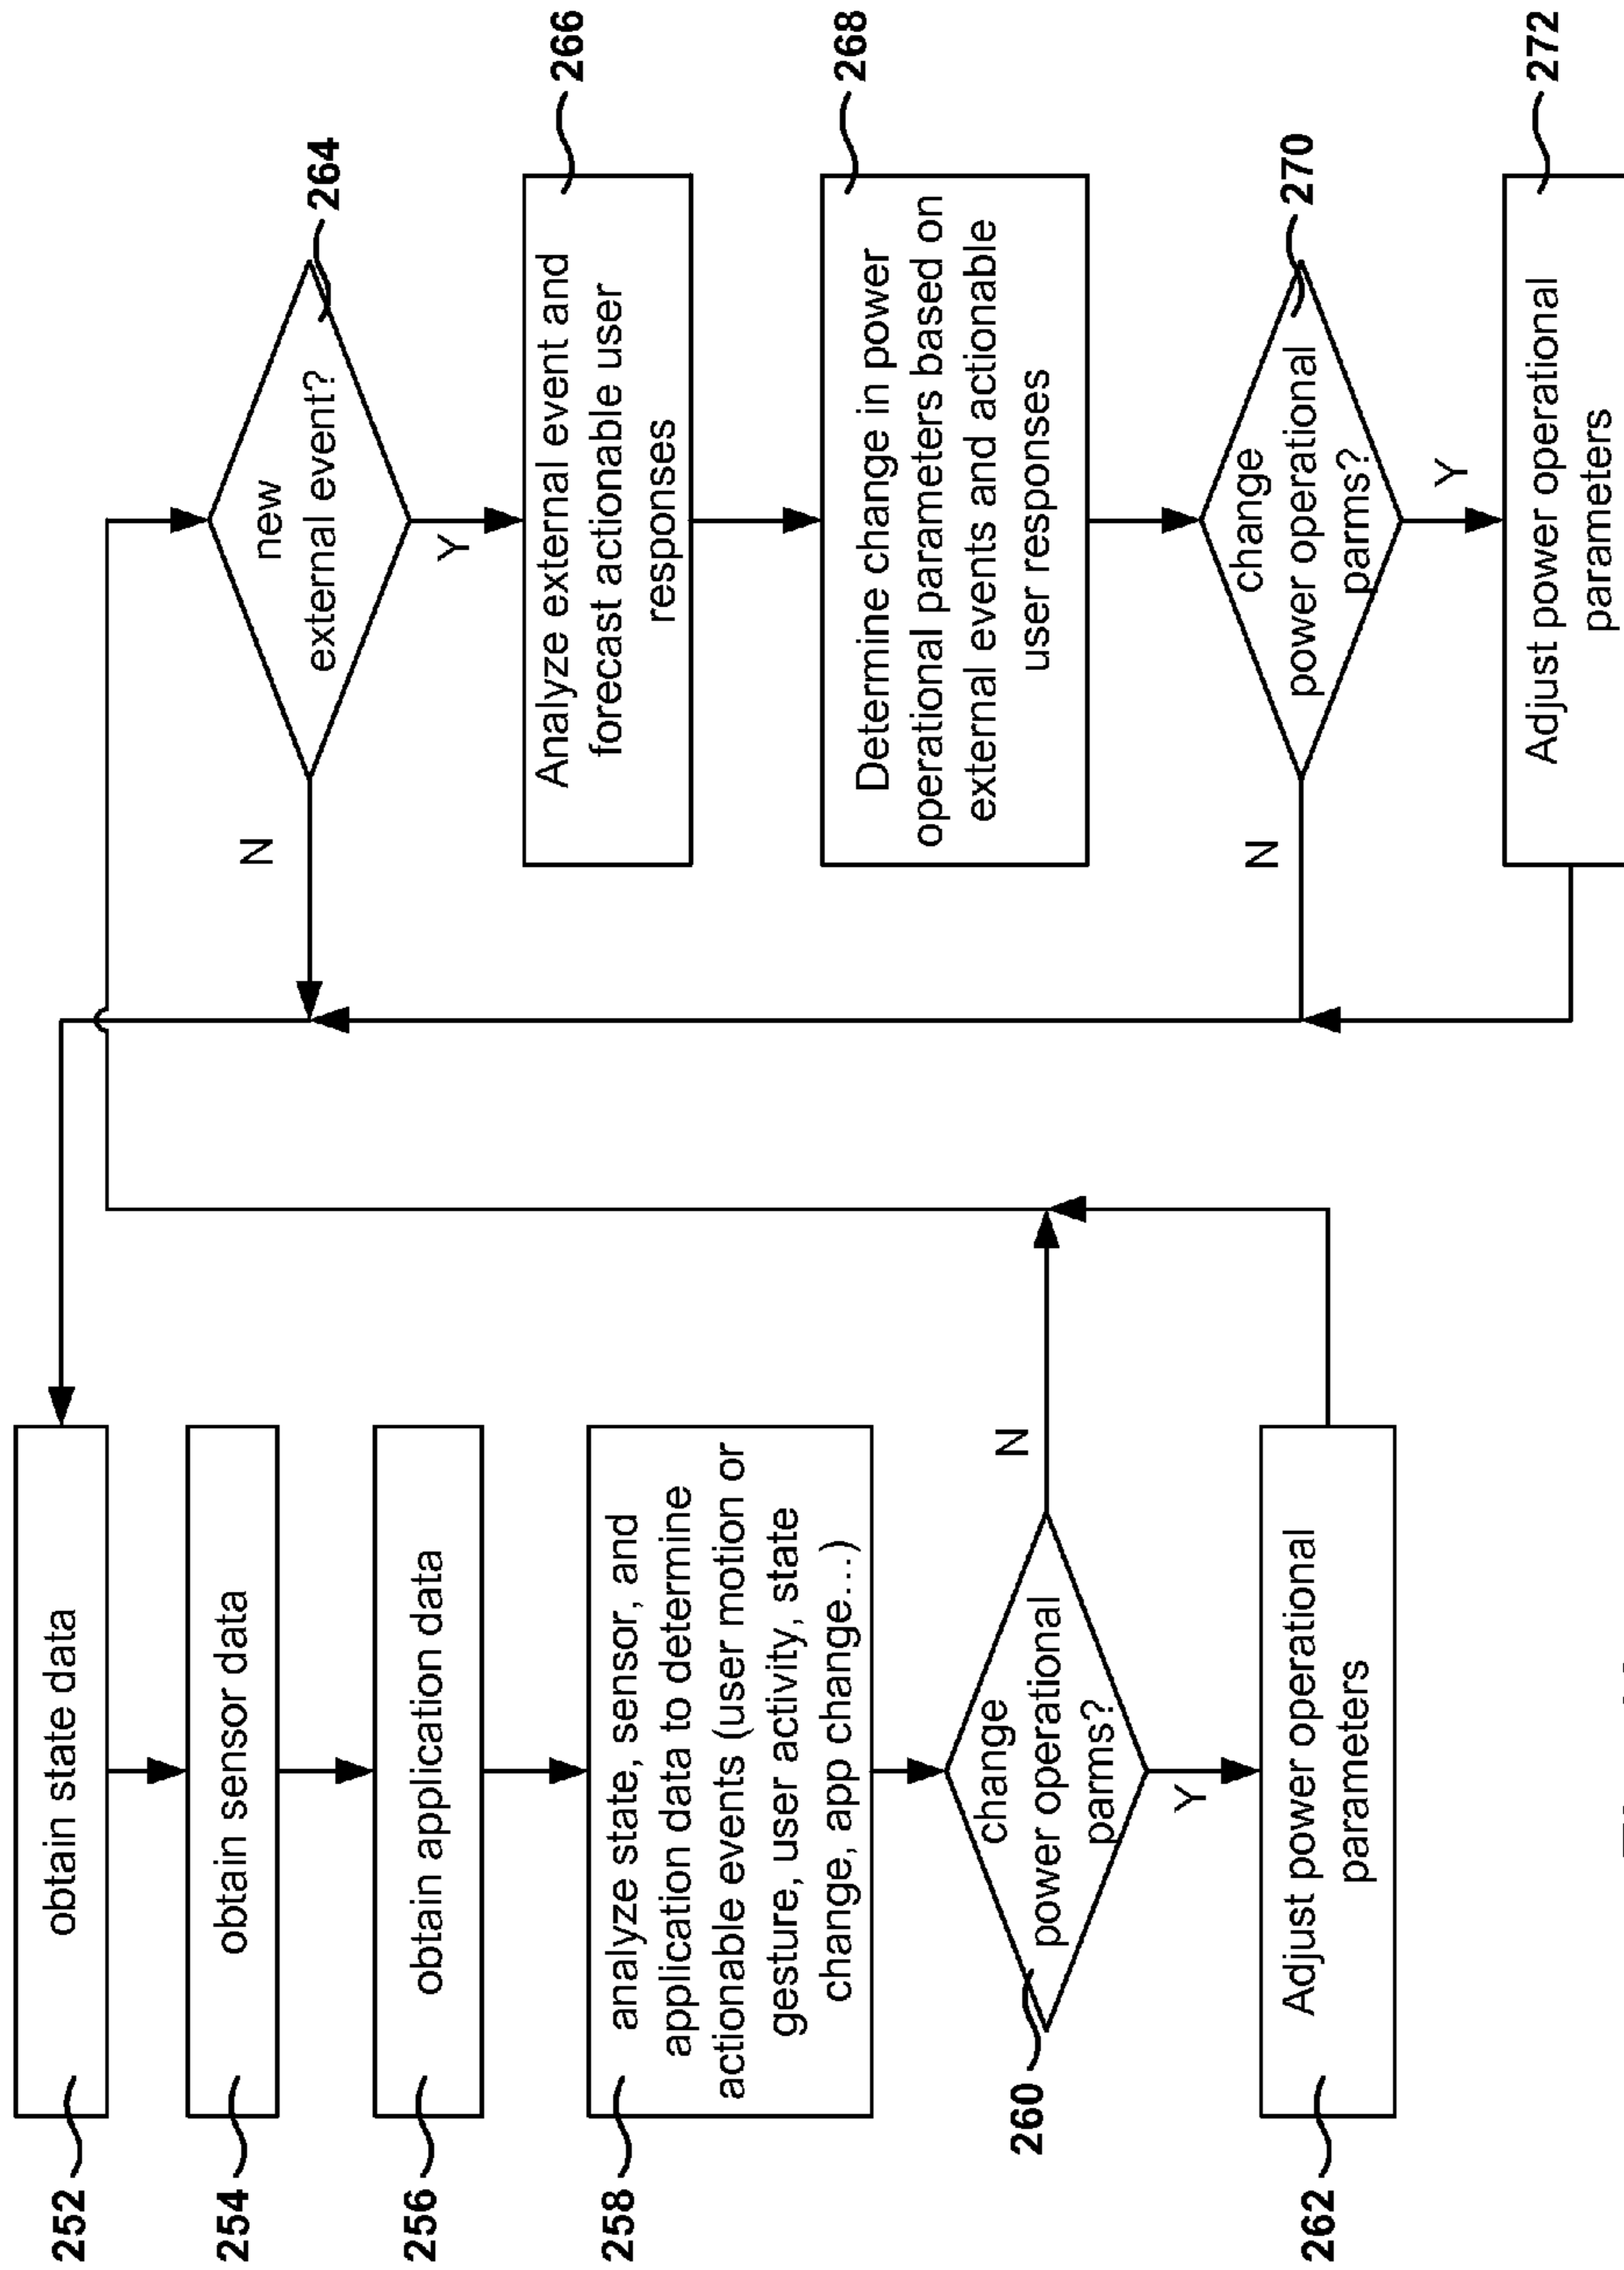 252
obtain state data
254
obtain sensor data
256
obtain application data
258
analyze state, sensor, and
application data to determine
actionable events (user motion or
gesture, user activity, state
change, app change...)
260
change
power operational
parms?
N
Y
262
Adjust power operational
parameters
264
new
external event?
N
Y
266
Analyze external event and
forecast actionable user
responses
268
Determine change in power
operational parameters based on
external events and actionable
user responses
270
change
power operational
parms?
N
Y
272
Adjust power operational
parameters